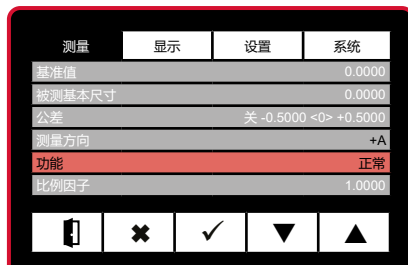 测量 显示 设置 系统
基准值 0.0000
被测基本尺寸 0.0000
公差 关 -0.5000 <0> +0.5000
测量方向 +A
功能 正常
比例因子 1.0000